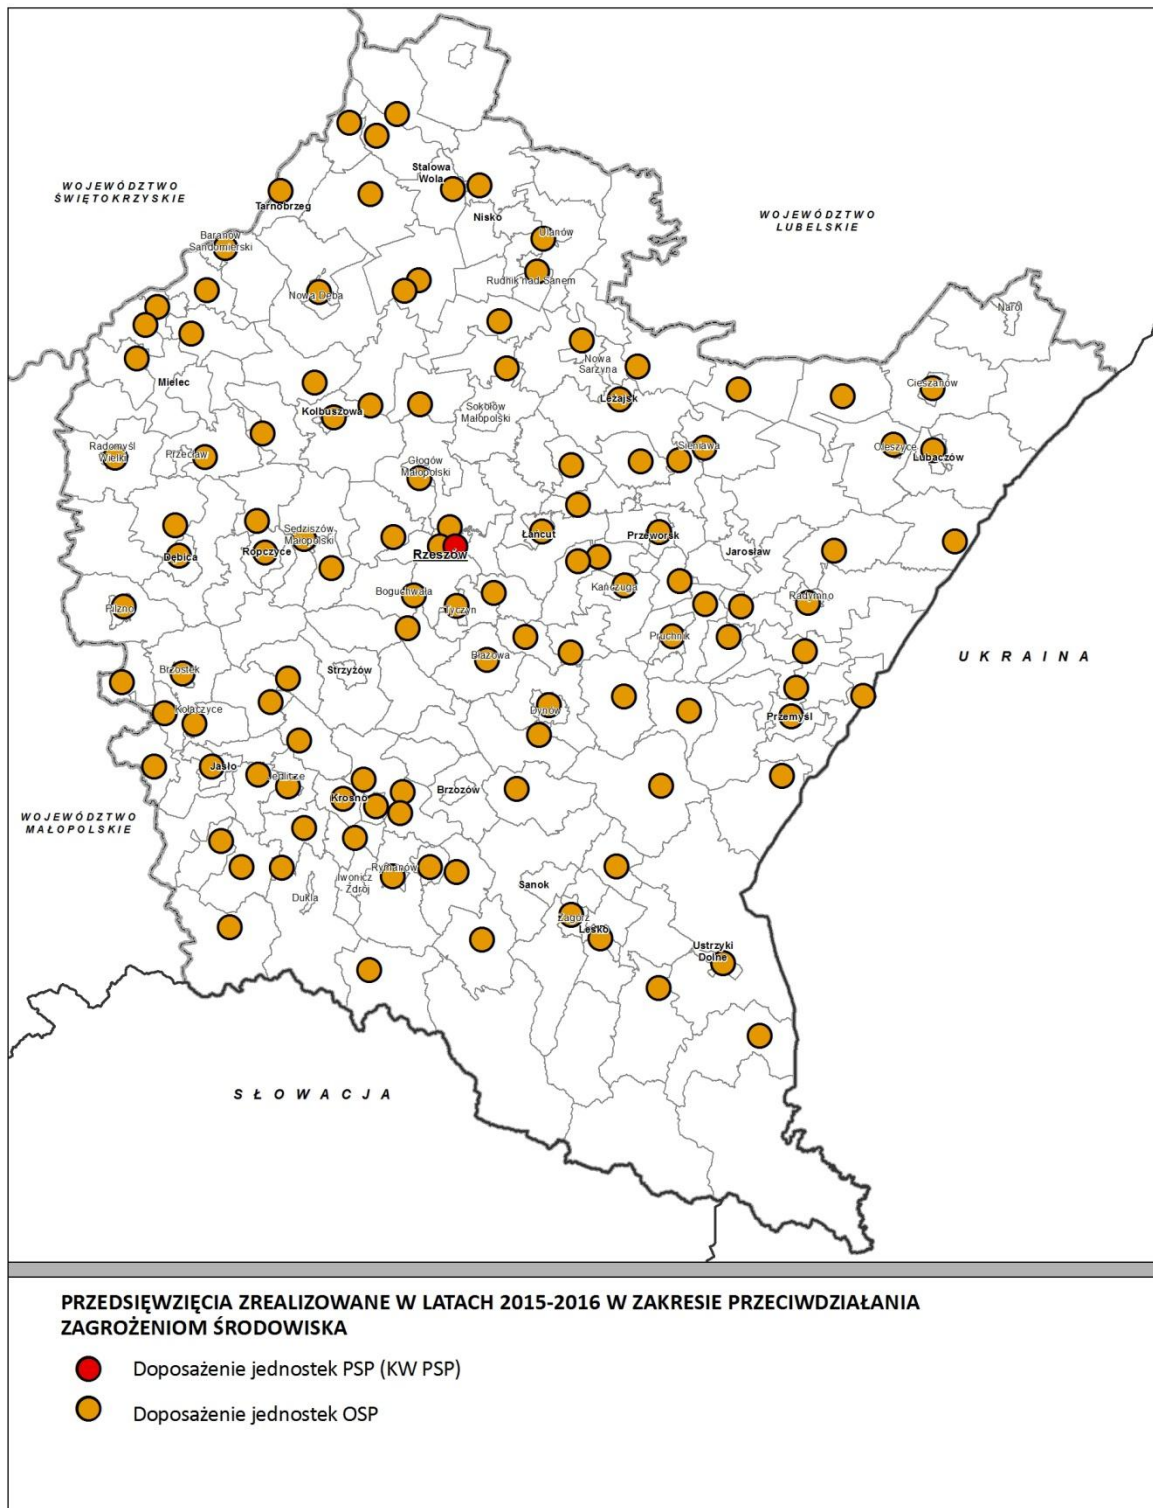 WOJEWÓDZTWO
ŚWIĘTOKRZYSKIE
Stalowa
Wola
Tarnobrzeg
Nisko
WOJEWÓDZTWO
LUBELSKIE
Baranów
Sandomierski
Ulanów
Rudnik nad Sanem
Nowa Dęba
Narol
Nowa
Sarzyna
Mielec
Cieszanów
Leżajsk
Kolbuszowa
Sokołów
Małopolski
Radomyśl
Wielki
Przecław
Sieniawa
Oleszyce
Lubaczów
Głogów
Małopolski
Sędziszów
Małopolski
Dębica
Ropczyce
Rzeszów
Łańcut
Przeworsk
Jarosław
Boguchwała
Kańczuga
Pilzno
Tyczyn
Radymno
Pruchnik
Błażowa
UKRAINA
Brzostek
Strzyżów
Kołaczyce
Dynów
Przemyśl
Jasło
Jedlicze
Krosno
Brzozów
WOJEWÓDZTWO
MAŁOPOLSKIE
Rymanów
Iwonicz
Zdrój
Dukla
Sanok
Zagórz
Lesko
Ustrzyki
Dolne
SŁOWACJA
PRZEDSIĘWZIĘCIA ZREALIZOWANE W LATACH 2015-2016 W ZAKRESIE PRZECIWDZIAŁANIA
ZAGROŻENIOM ŚRODOWISKA
Doposażenie jednostek PSP (KW PSP)
Doposażenie jednostek OSP